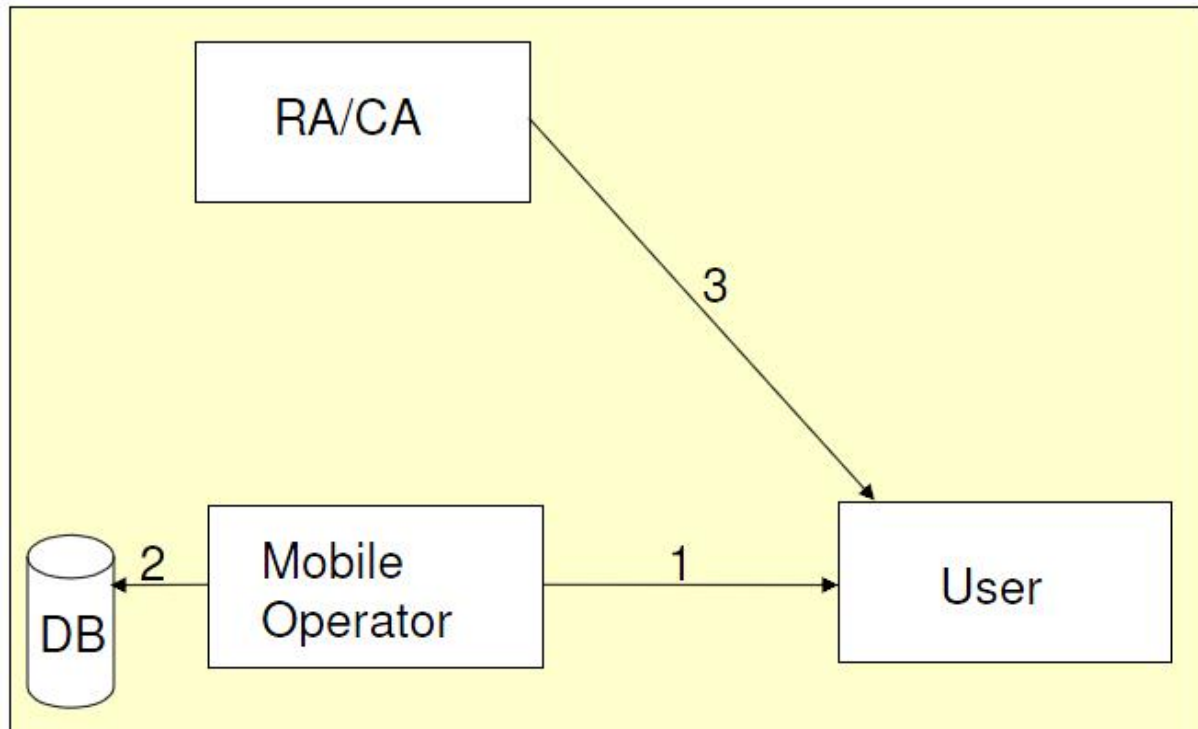 RA/CA
3
2
Mobile
Operator
1
User
DB